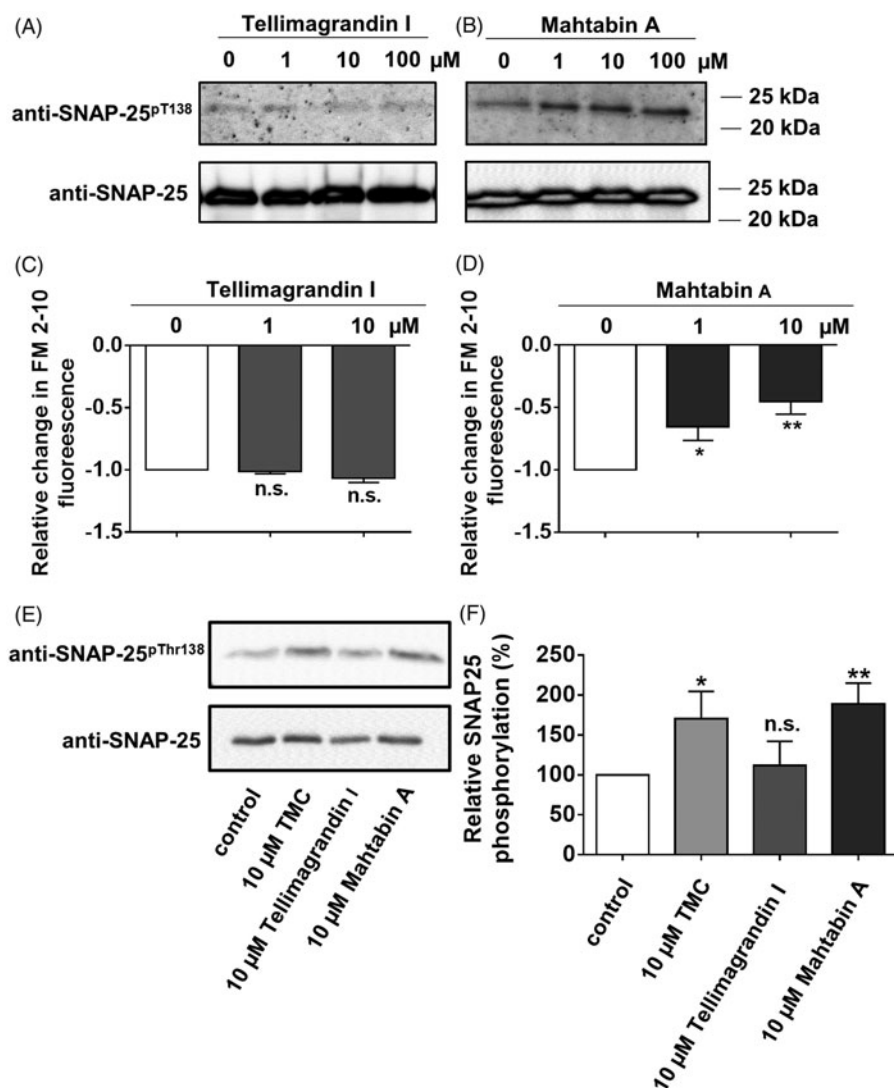 (A)
Tellimagrandin I
0 1 10 100 µM
anti-SNAP-25pT138
anti-SNAP-25
(B)
Mahtabin A
0 1 10 100 µM
25 kDa
20 kDa
25 kDa
20 kDa
(C)
Tellimagrandin I
0 1 10 µM
Relative change in FM 2-10
fluoreescence
0.0
-0.5
-1.0
-1.5
n.s.
n.s.
(D)
Mahtabin A
0 1 10 µM
Relative change in FM 2-10
fluoreescence
0.0
-0.5
-1.0
-1.5
*
**
(E)
anti-SNAP-25pThr138
anti-SNAP-25
control
10 µM TMC
10 µM Tellimagrandin I
10 µM Mahtabin A
(F)
Relative SNAP25
phosphorylation (%)
250
200
150
100
50
0
*
n.s.
**
control
10 µM TMC
10 µM Tellimagrandin I
10 µM Mahtabin A